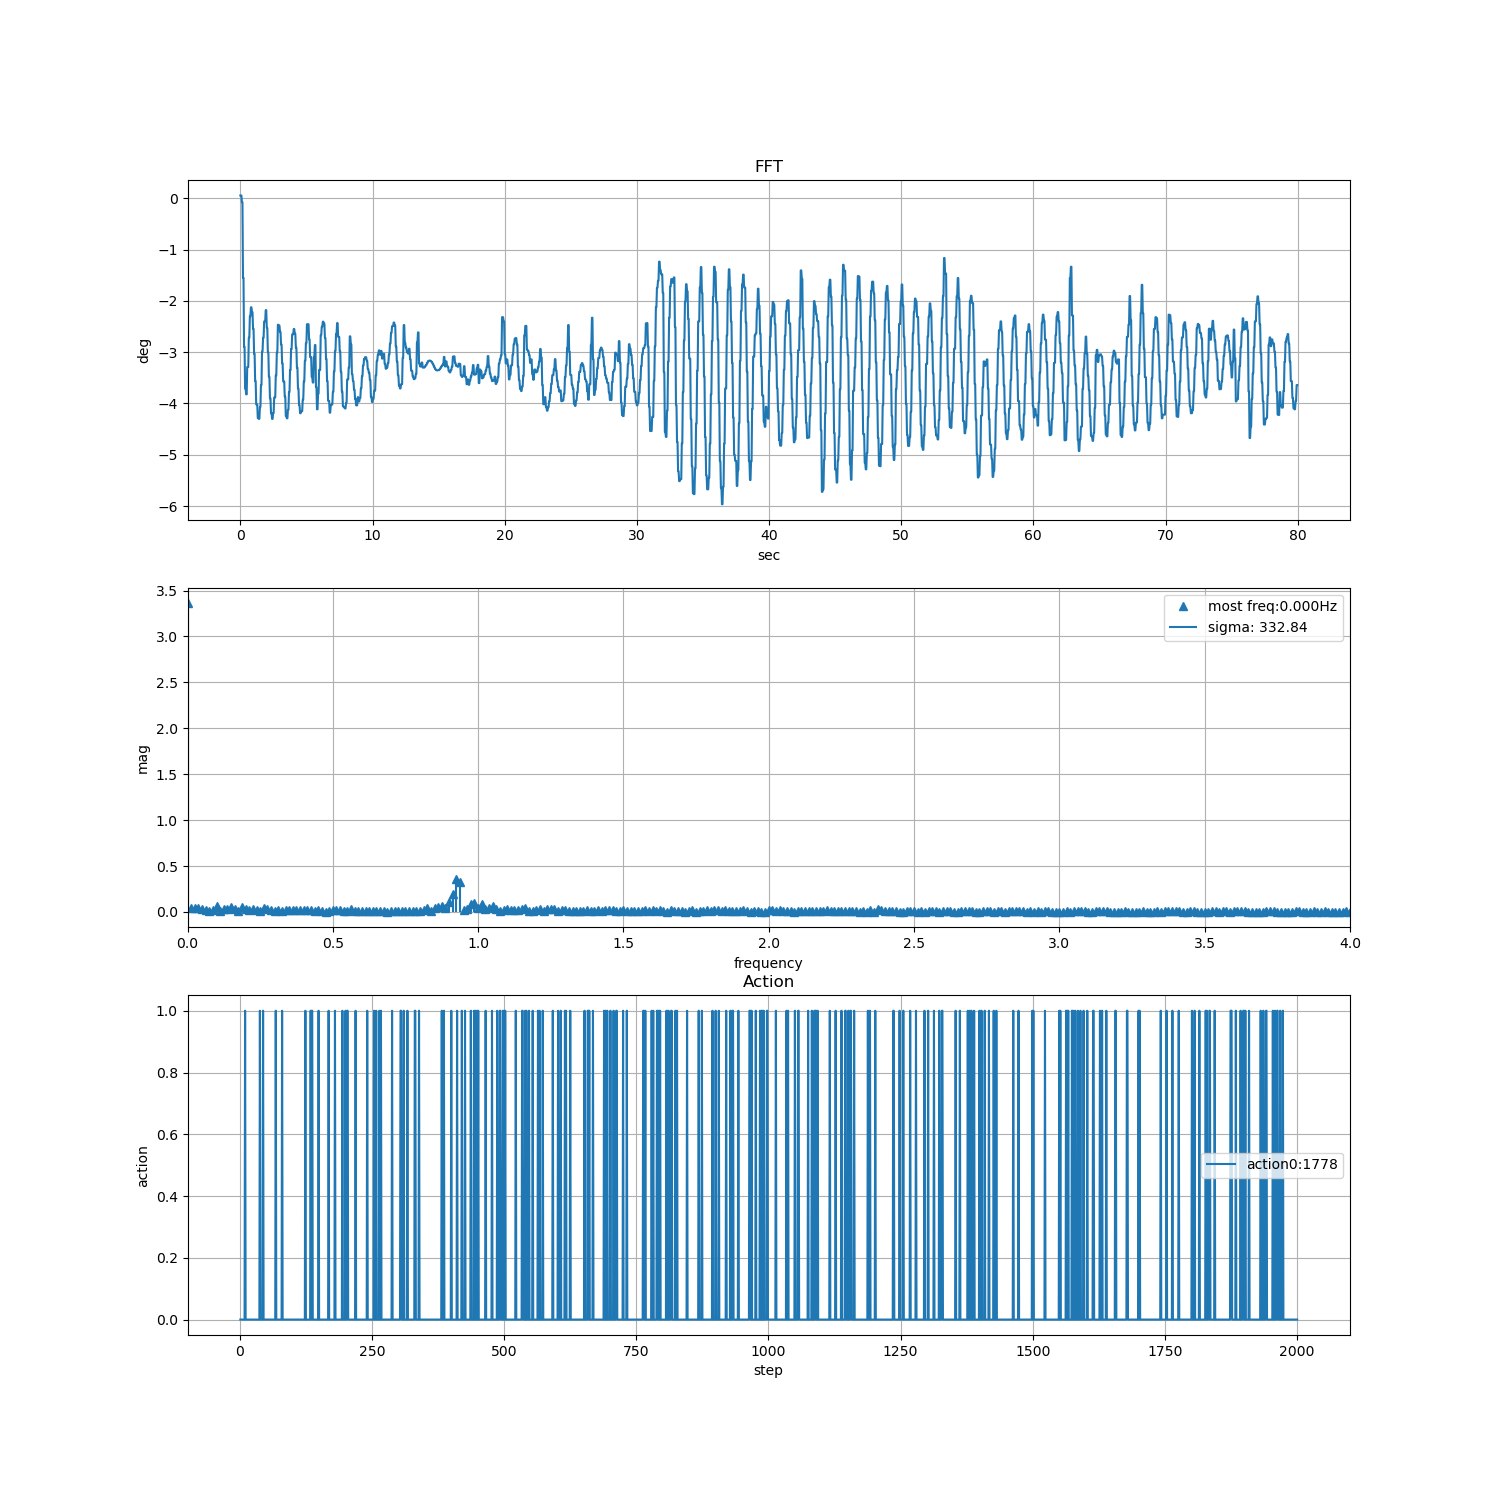 FFT
0
−1
−2
−3
−4
−5
−6
deg
0 10 20 30 40 50 60 70 80
sec
3.5
3.0
2.5
2.0
1.5
1.0
0.5
0.0
mag
most freq:0.000Hz
sigma: 332.84
0.0 0.5 1.0 1.5 2.0 2.5 3.0 3.5 4.0
frequency
Action
1.0
0.8
0.6
0.4
0.2
0.0
action
action0:1778
0 250 500 750 1000 1250 1500 1750 2000
step